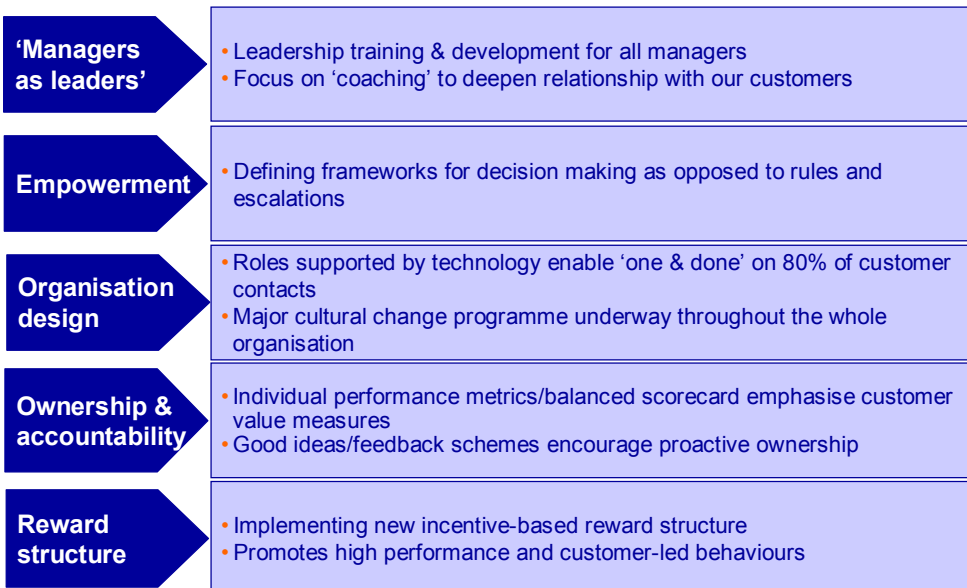 ‘Managers
as leaders’
• Leadership training & development for all managers
• Focus on ‘coaching’ to deepen relationship with our customers
Empowerment
• Defining frameworks for decision making as opposed to rules and
escalations
Organisation
design
• Roles supported by technology enable ‘one & done’ on 80% of customer
contacts
• Major cultural change programme underway throughout the whole
organisation
Ownership &
accountability
• Individual performance metrics/balanced scorecard emphasise customer
value measures
• Good ideas/feedback schemes encourage proactive ownership
Reward
structure
• Implementing new incentive-based reward structure
• Promotes high performance and customer-led behaviours